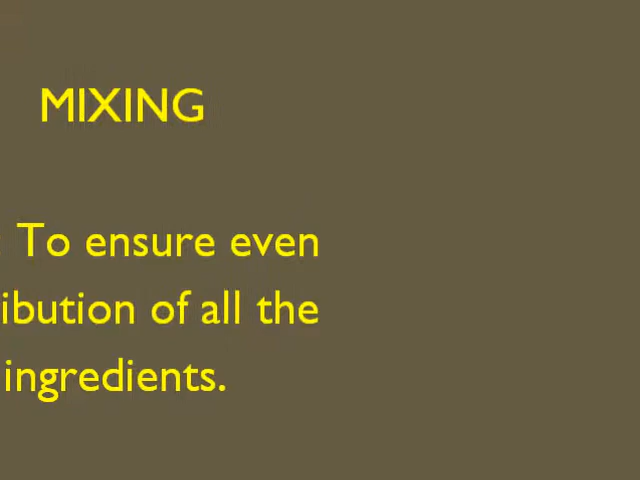 MIXING
To ensure even
ibution of all the
ingredients.